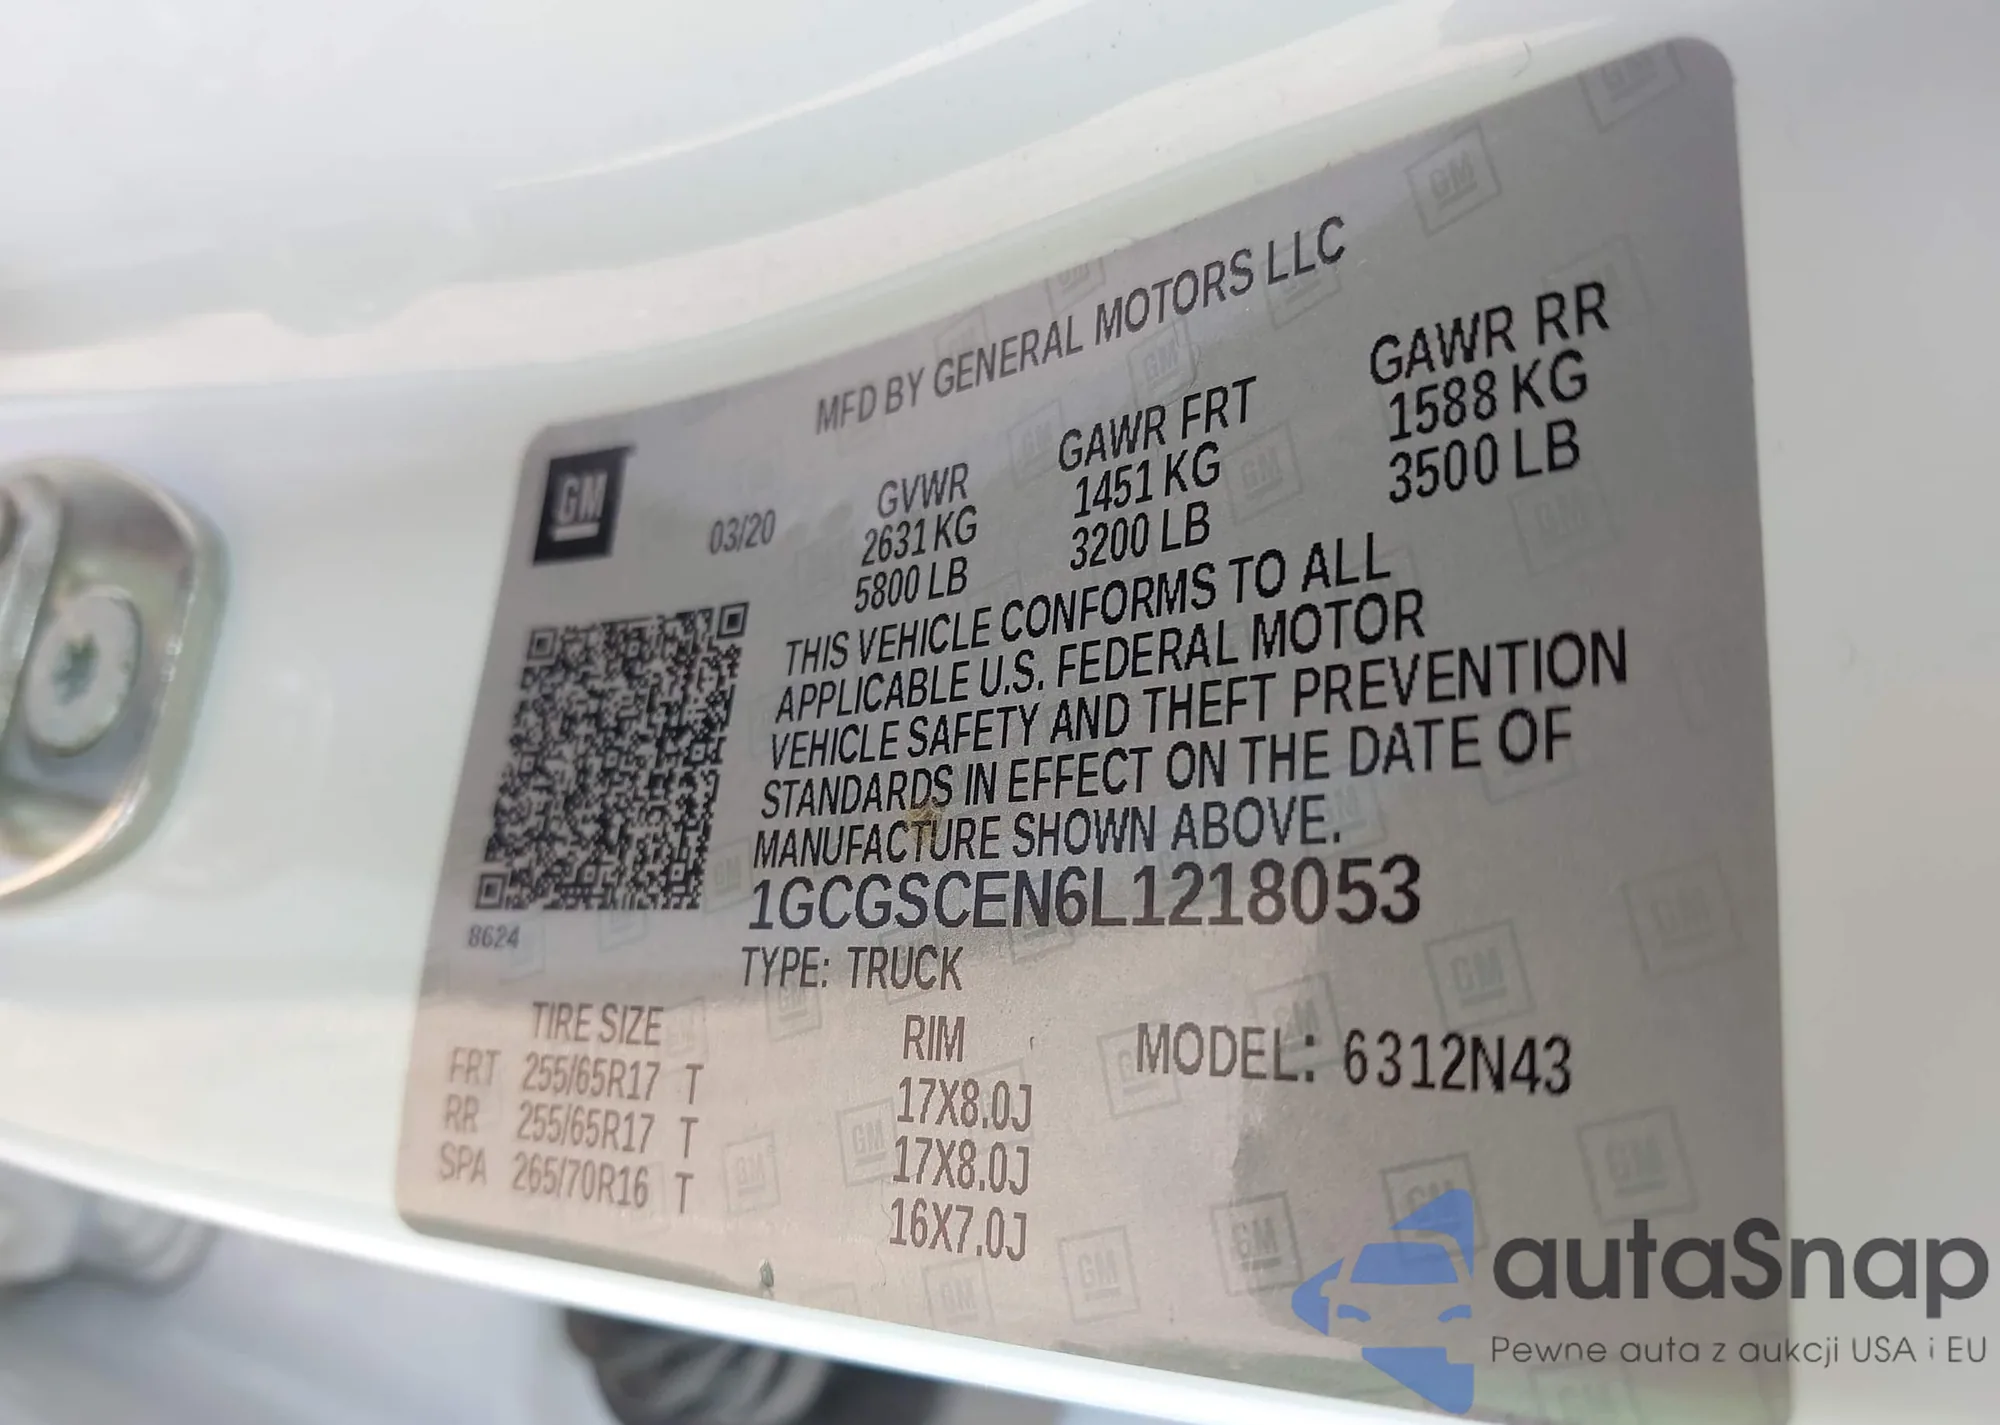 MFD BY GENERAL MOTORS LLC
GM
03/20
GVWR
2631 KG
5800 LB
GAWR FRT
1451 KG
3200 LB
GAWR RR
1588 KG
3500 LB
THIS VEHICLE CONFORMS TO ALL
APPLICABLE U.S. FEDERAL MOTOR
VEHICLE SAFETY AND THEFT PREVENTION
STANDARDS IN EFFECT ON THE DATE OF
MANUFACTURE SHOWN ABOVE.
1GCGSCEN6L1218053
8624
TYPE: TRUCK
TIRE SIZE RIM
MODEL: 6312N43
FRT 255/65R17 T 17X8.0J
RR 255/65R17 T 17X8.0J
SPA 265/70R16 T 16X7.0J
autaSnap
Pewne auta z aukcji USA i EU